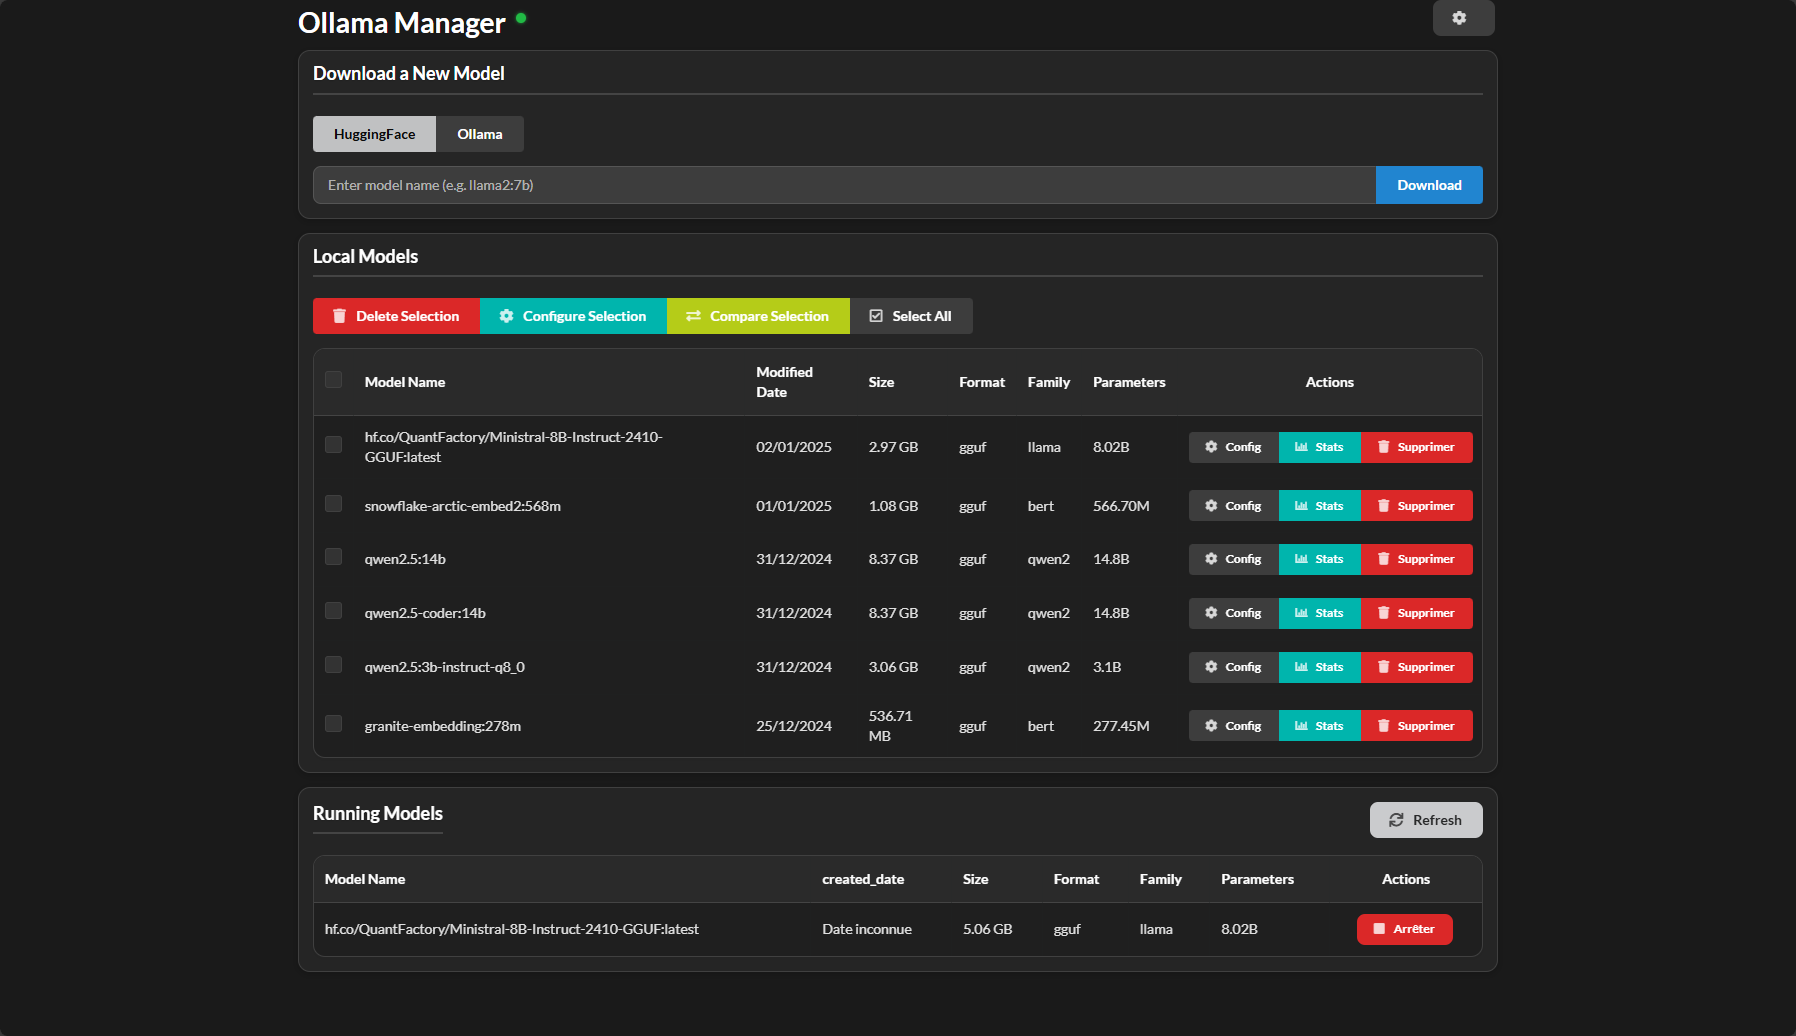 Ollama Manager
Download a New Model
HuggingFace Ollama
Enter model name (e.g. llama2:7b) Download
Local Models
Delete Selection Configure Selection Compare Selection Select All
Model Name Modified Date Size Format Family Parameters Actions
hf.co/QuantFactory/Ministral-8B-Instruct-2410-
GGUF:latest 02/01/2025 2.97 GB gguf llama 8.02B Config Stats Supprimer
snowflake-arctic-embed2:568m 01/01/2025 1.08 GB gguf bert 566.70M Config Stats Supprimer
qwen2.5:14b 31/12/2024 8.37 GB gguf qwen2 14.8B Config Stats Supprimer
qwen2.5-coder:14b 31/12/2024 8.37 GB gguf qwen2 14.8B Config Stats Supprimer
qwen2.5:3b-instruct-q8_0 31/12/2024 3.06 GB gguf qwen2 3.1B Config Stats Supprimer
granite-embedding:278m 25/12/2024 536.71 MB gguf bert 277.45M Config Stats Supprimer
Running Models Refresh
Model Name created_date Size Format Family Parameters Actions
hf.co/QuantFactory/Ministral-8B-Instruct-2410-GGUF:latest Date inconnue 5.06 GB gguf llama 8.02B Arrêter